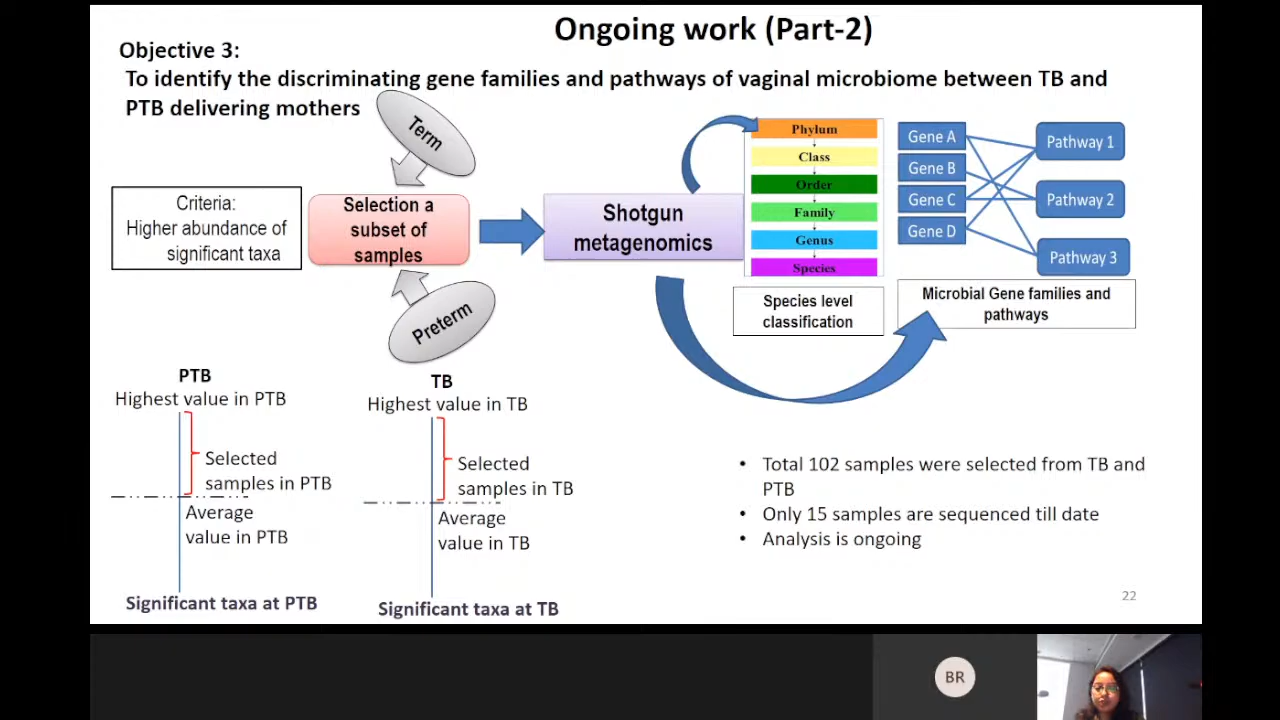 Ongoing work (Part-2)
Objective 3:
To identify the discriminating gene families and pathways of vaginal microbiome between TB and
PTB delivering mothers
Term
Criteria:
Higher abundance of
significant taxa
Selection a
subset of
samples
Preterm
Shotgun
metagenomics
Phylum
Class
Order
Family
Genus
Species
Species level
classification
Gene A
Gene B
Gene C
Gene D
Pathway 1
Pathway 2
Pathway 3
Microbial Gene families and
pathways
PTB
Highest value in PTB
Selected
samples in PTB
Average
value in PTB
Significant taxa at PTB
TB
Highest value in TB
Selected
samples in TB
Average
value in TB
Significant taxa at TB
• Total 102 samples were selected from TB and
PTB
• Only 15 samples are sequenced till date
• Analysis is ongoing
22
BR